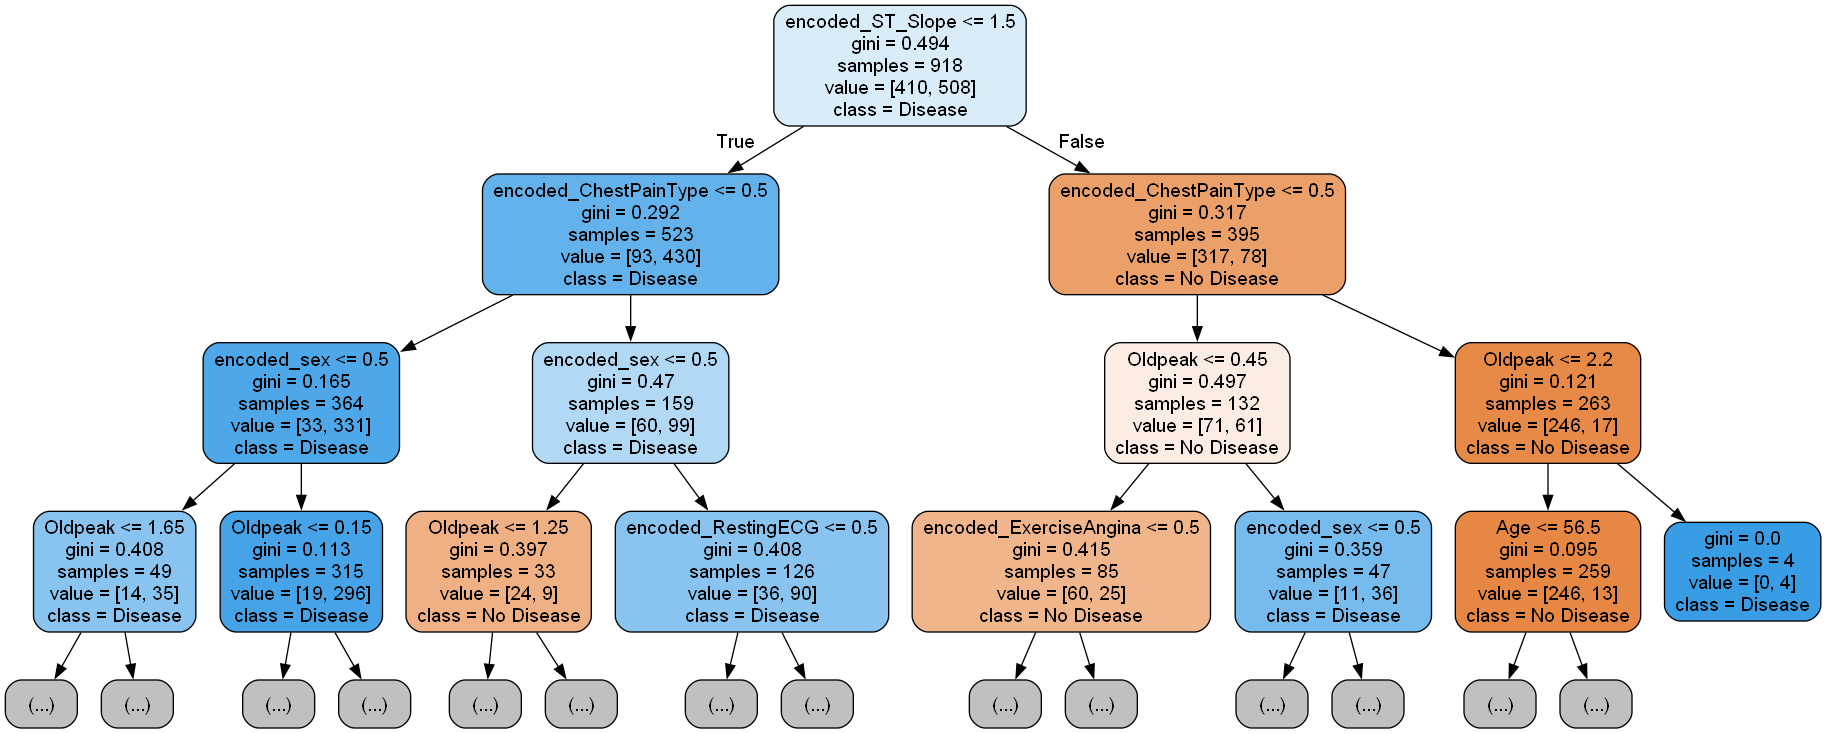 encoded_ST_Slope <= 1.5
gini = 0.494
samples = 918
value = [410, 508]
class = Disease
True
False
encoded_ChestPainType <= 0.5
gini = 0.292
samples = 523
value = [93, 430]
class = Disease
encoded_ChestPainType <= 0.5
gini = 0.317
samples = 395
value = [317, 78]
class = No Disease
encoded_sex <= 0.5
gini = 0.165
samples = 364
value = [33, 331]
class = Disease
encoded_sex <= 0.5
gini = 0.47
samples = 159
value = [60, 99]
class = Disease
Oldpeak <= 0.45
gini = 0.497
samples = 132
value = [71, 61]
class = No Disease
Oldpeak <= 2.2
gini = 0.121
samples = 263
value = [246, 17]
class = No Disease
Oldpeak <= 1.65
gini = 0.408
samples = 49
value = [14, 35]
class = Disease
Oldpeak <= 0.15
gini = 0.113
samples = 315
value = [19, 296]
class = Disease
Oldpeak <= 1.25
gini = 0.397
samples = 33
value = [24, 9]
class = No Disease
encoded_RestingECG <= 0.5
gini = 0.408
samples = 126
value = [36, 90]
class = Disease
encoded_ExerciseAngina <= 0.5
gini = 0.415
samples = 85
value = [60, 25]
class = No Disease
encoded_sex <= 0.5
gini = 0.359
samples = 47
value = [11, 36]
class = Disease
Age <= 56.5
gini = 0.095
samples = 259
value = [246, 13]
class = No Disease
gini = 0.0
samples = 4
value = [0, 4]
class = Disease
(...)
(...)
(...)
(...)
(...)
(...)
(...)
(...)
(...)
(...)
(...)
(...)
(...)
(...)